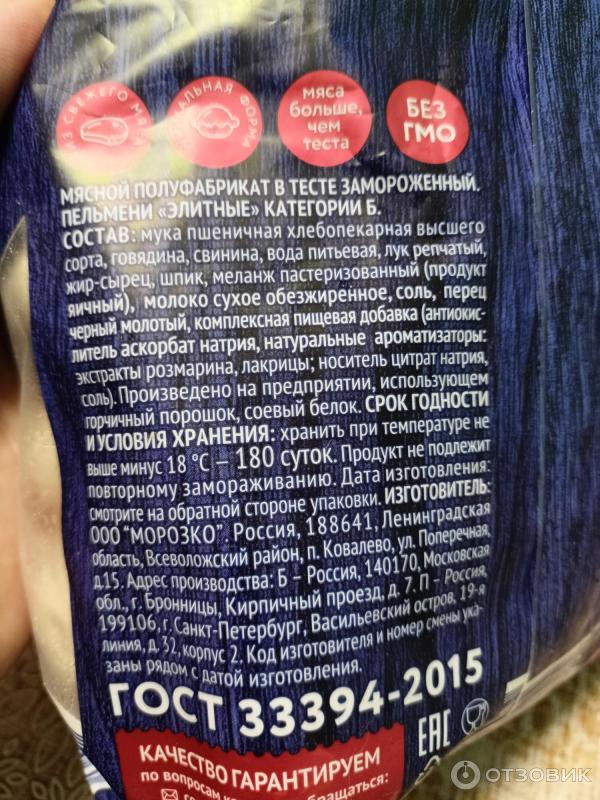 ИЗ СВЕЖЕГО МЯСА
ФОРМА
мяса
больше,
чем
теста
БЕЗ
ГМО
МЯСНОЙ ПОЛУФАБРИКАТ В ТЕСТЕ ЗАМОРОЖЕННЫЙ.
ПЕЛЬМЕНИ «ЭЛИТНЫЕ» КАТЕГОРИИ Б.
СОСТАВ: мука пшеничная хлебопекарная высшего
сорта, говядина, свинина, вода питьевая, лук репчатый,
жир-сырец, шпик, меланж пастеризованный (продукт
яичный), молоко сухое обезжиренное, соль, перец
черный молотый, комплексная пищевая добавка (антиокис-
литель аскорбат натрия, натуральные ароматизаторы:
экстракты розмарина, лакрицы; носитель цитрат натрия,
соль). Произведено на предприятии, использующем
горчичный порошок, соевый белок. СРОК ГОДНОСТИ
И УСЛОВИЯ ХРАНЕНИЯ: хранить при температуре не
выше минус 18 °С – 180 суток. Продукт не подлежит
повторному замораживанию. Дата изготовления:
смотрите на обратной стороне упаковки. ИЗГОТОВИТЕЛЬ:
ООО "МОРОЗКО". Россия, 188641, Ленинградская
область, Всеволожский район, п. Ковалево, ул. Поперечная,
д.15. Адрес производства: Б – Россия, 140170, Московская
обл., г. Бронницы, Кирпичный проезд, д. 7. П – Россия,
199106, г. Санкт-Петербург, Васильевский остров, 19-я
линия, д. 32, корпус 2. Код изготовителя и номер смены ука-
заны рядом с датой изготовления.
ГОСТ 33394-2015
ЕАС
КАЧЕСТВО ГАРАНТИРУЕМ
по вопросам
обращаться:
ОТЗОВИК